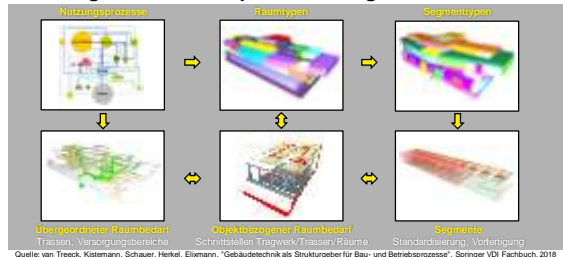 Nutzungsprozesse
Raumtypen
Segmenttypen
Übergeordneter Raumbedarf
Trassen, Versorgungsbereiche
Objektbezogener Raumbedarf
Schnittstellen Tragwerk/Trassen/Räume
Segmente
Standardisierung, Vorfertigung
Quelle: van Treeck, Kistemann, Schauer, Herkel, Elixmann, "Gebäudetechnik als Strukturgeber für Bau- und Betriebsprozesse", Springer VDI Fachbuch, 2018